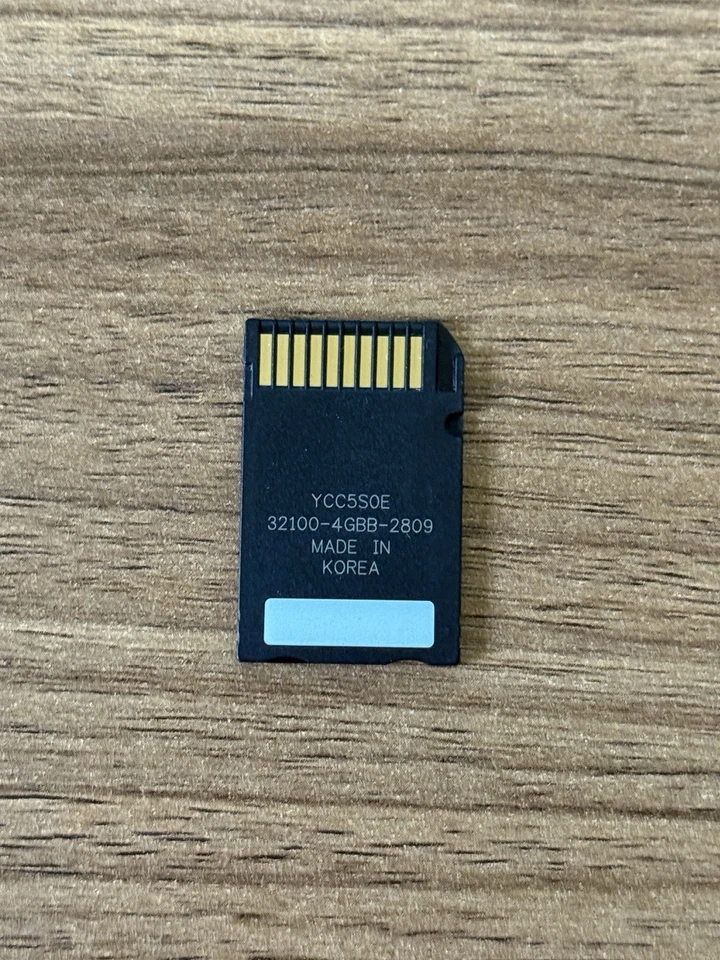 YCC5S0E
32100-4GBB-2809
MADE IN
KOREA